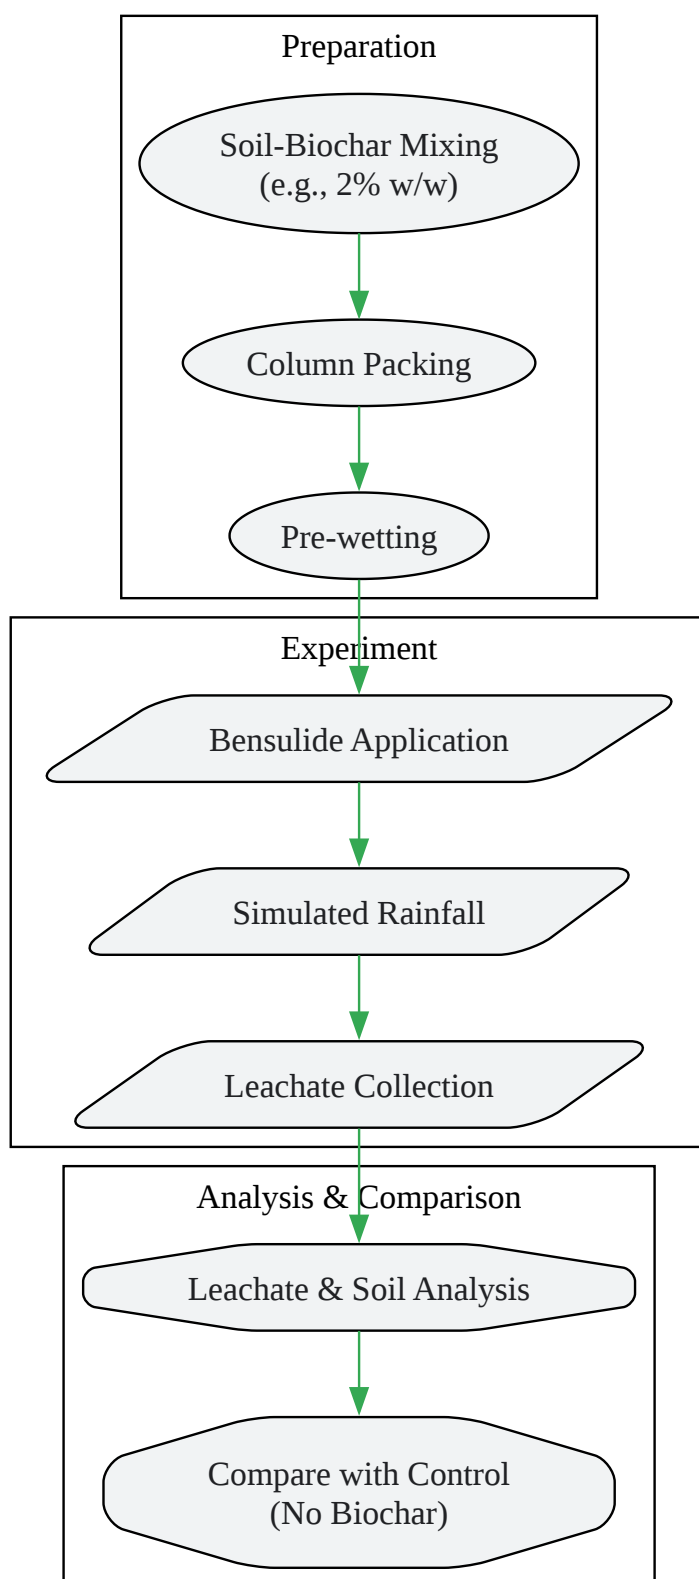 Preparation
Soil-Biochar Mixing
(e.g., 2% w/w)
Column Packing
Pre-wetting
Experiment
Bensulide Application
Simulated Rainfall
Leachate Collection
Analysis & Comparison
Leachate & Soil Analysis
Compare with Control
(No Biochar)